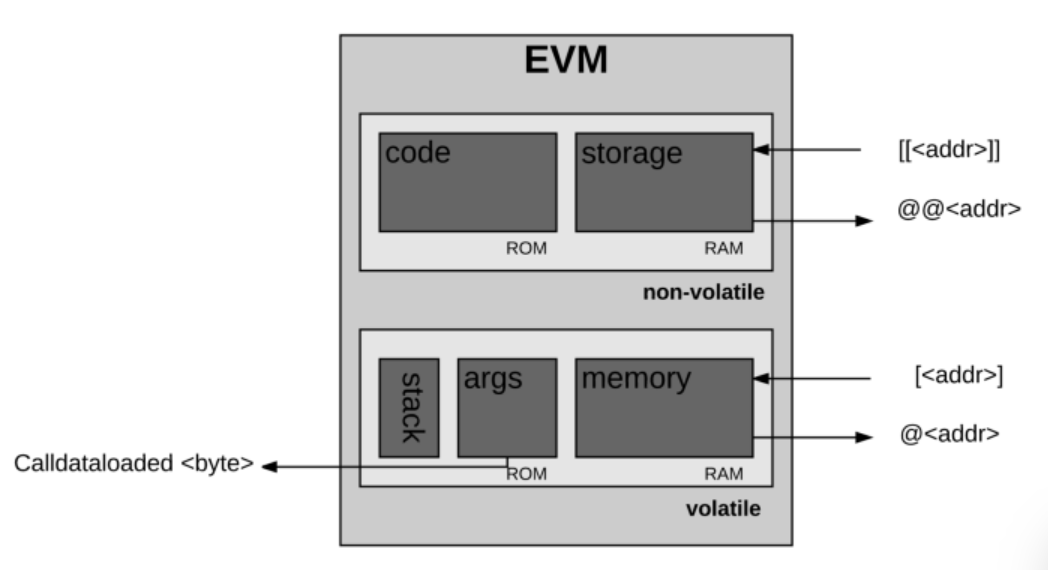 EVM
code
storage
[[<addr>]]
@@<addr>
ROM
RAM
non-volatile
stack
args
memory
[<addr>]
@<addr>
Calldataloaded <byte>
ROM
RAM
volatile